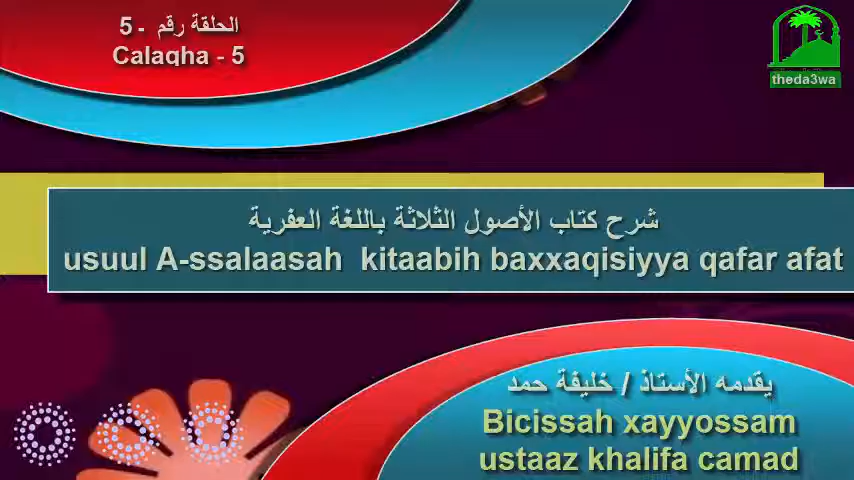 الحلقة رقم - 5
Calaqha - 5
theda3wa
شرح كتاب الأصول الثلاثة باللغة العفرية
usuul A-ssalaasah kitaabih baxxaqisiyya qafar afat
يقدمه الأستاذ / خليفة حمد
Bicissah xayyossam
ustaaz khalifa camad